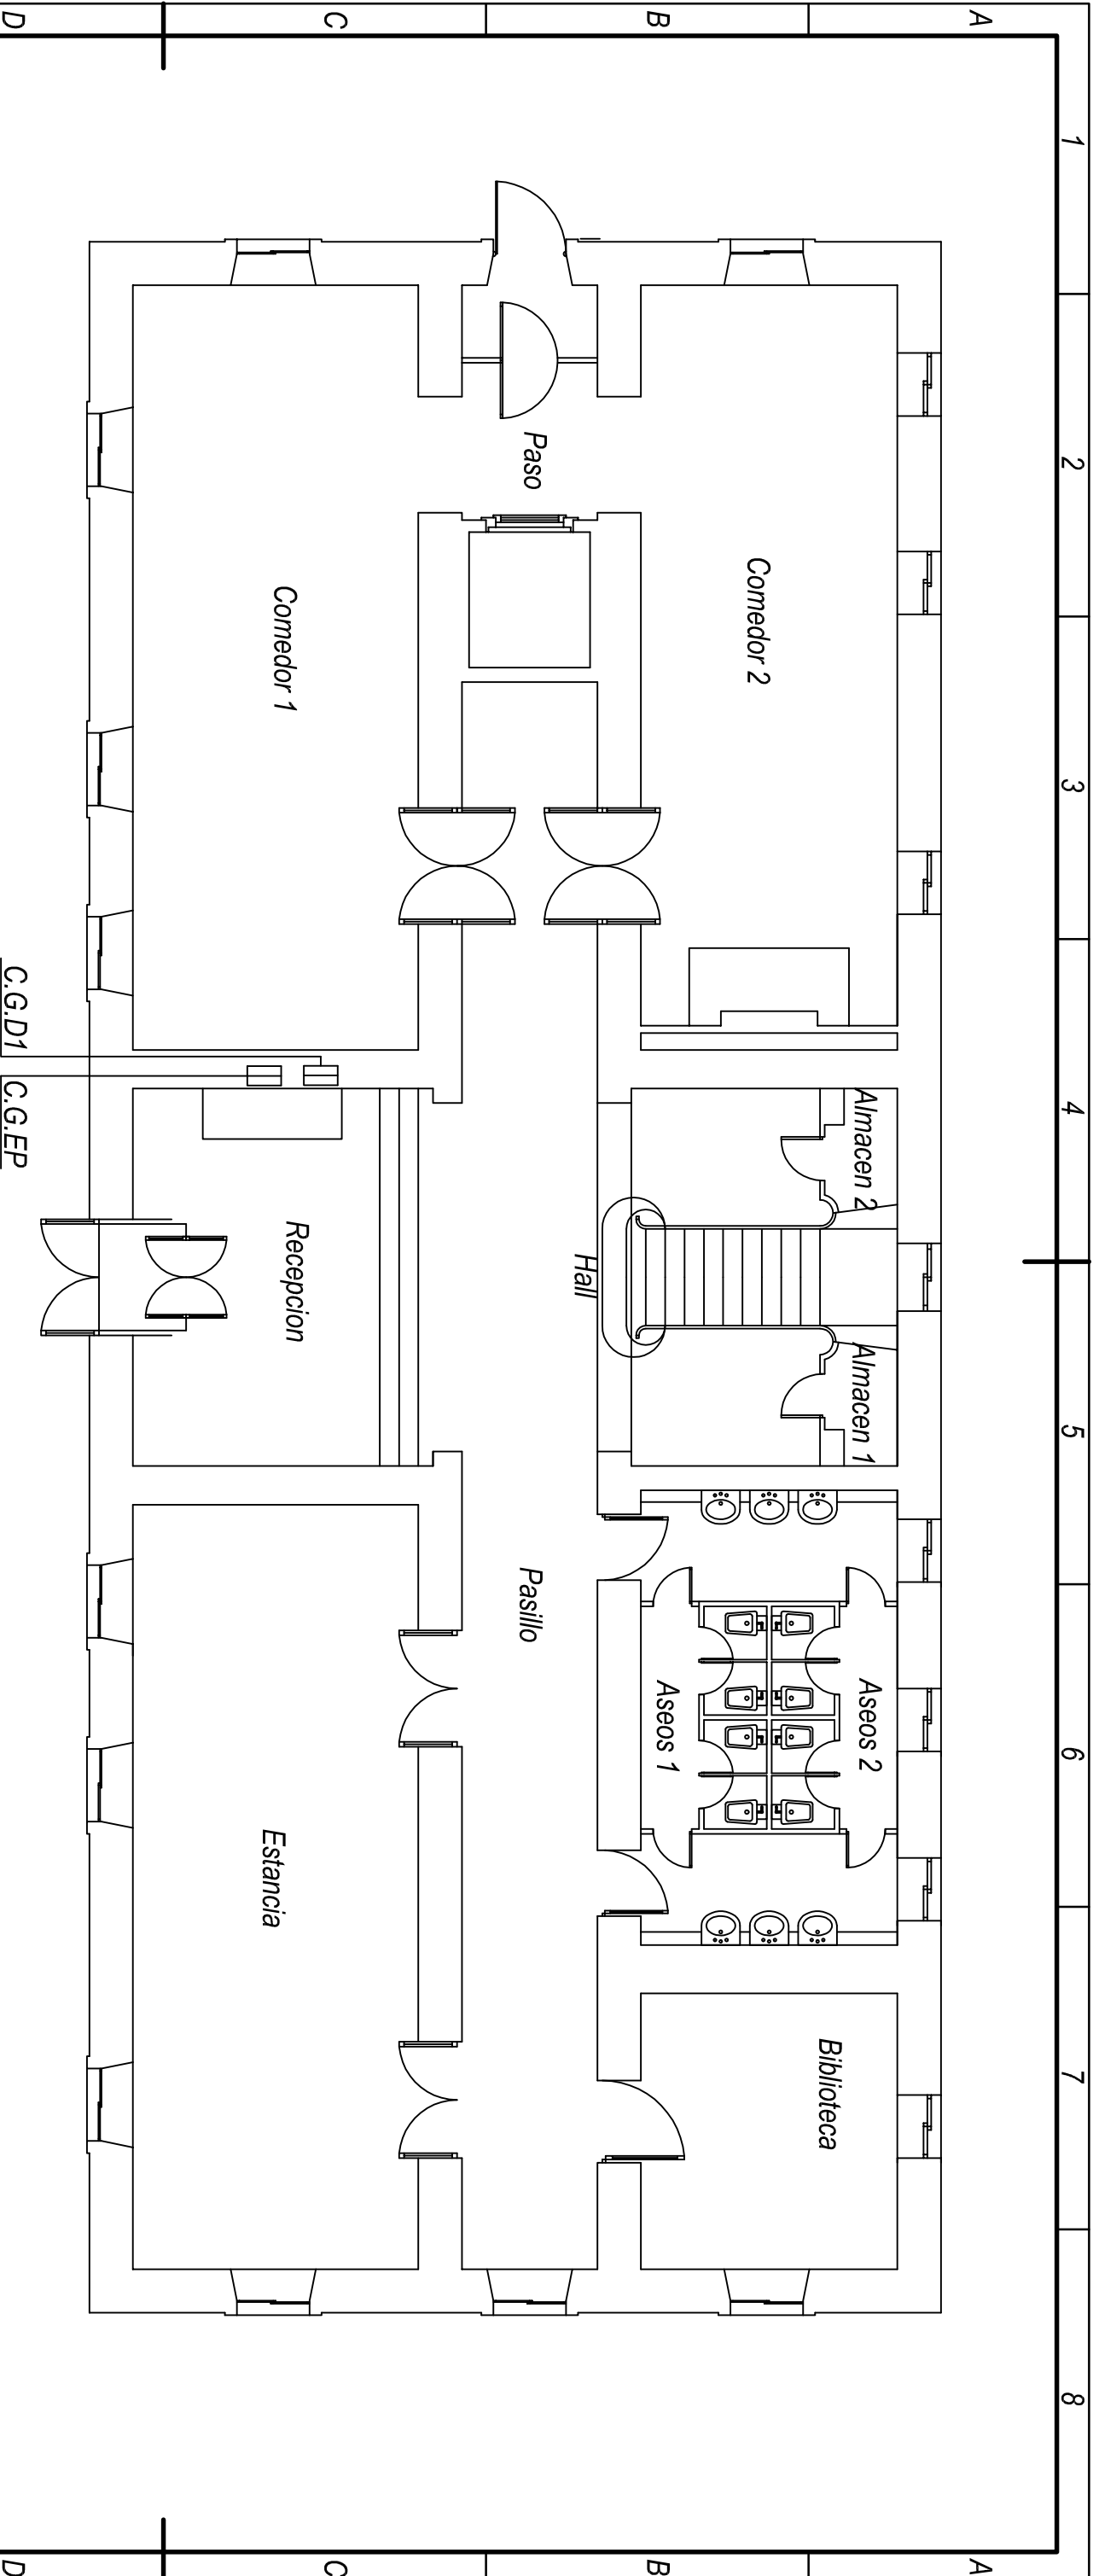 1
2
3
4
5
6
7
8
A
A
B
B
C
C
D
D
Comedor 2
Almacen 2
Almacen 1
Aseos 2
Biblioteca
Aseos 1
Paso
Hall
Pasillo
Comedor 1
Recepcion
Estancia
C.G.D1
C.G.EP